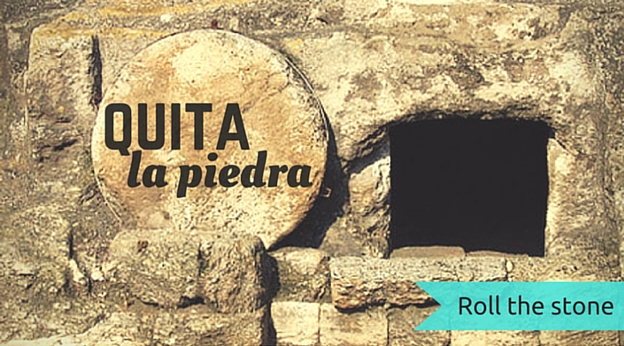 QUITA
la piedra
Roll the stone